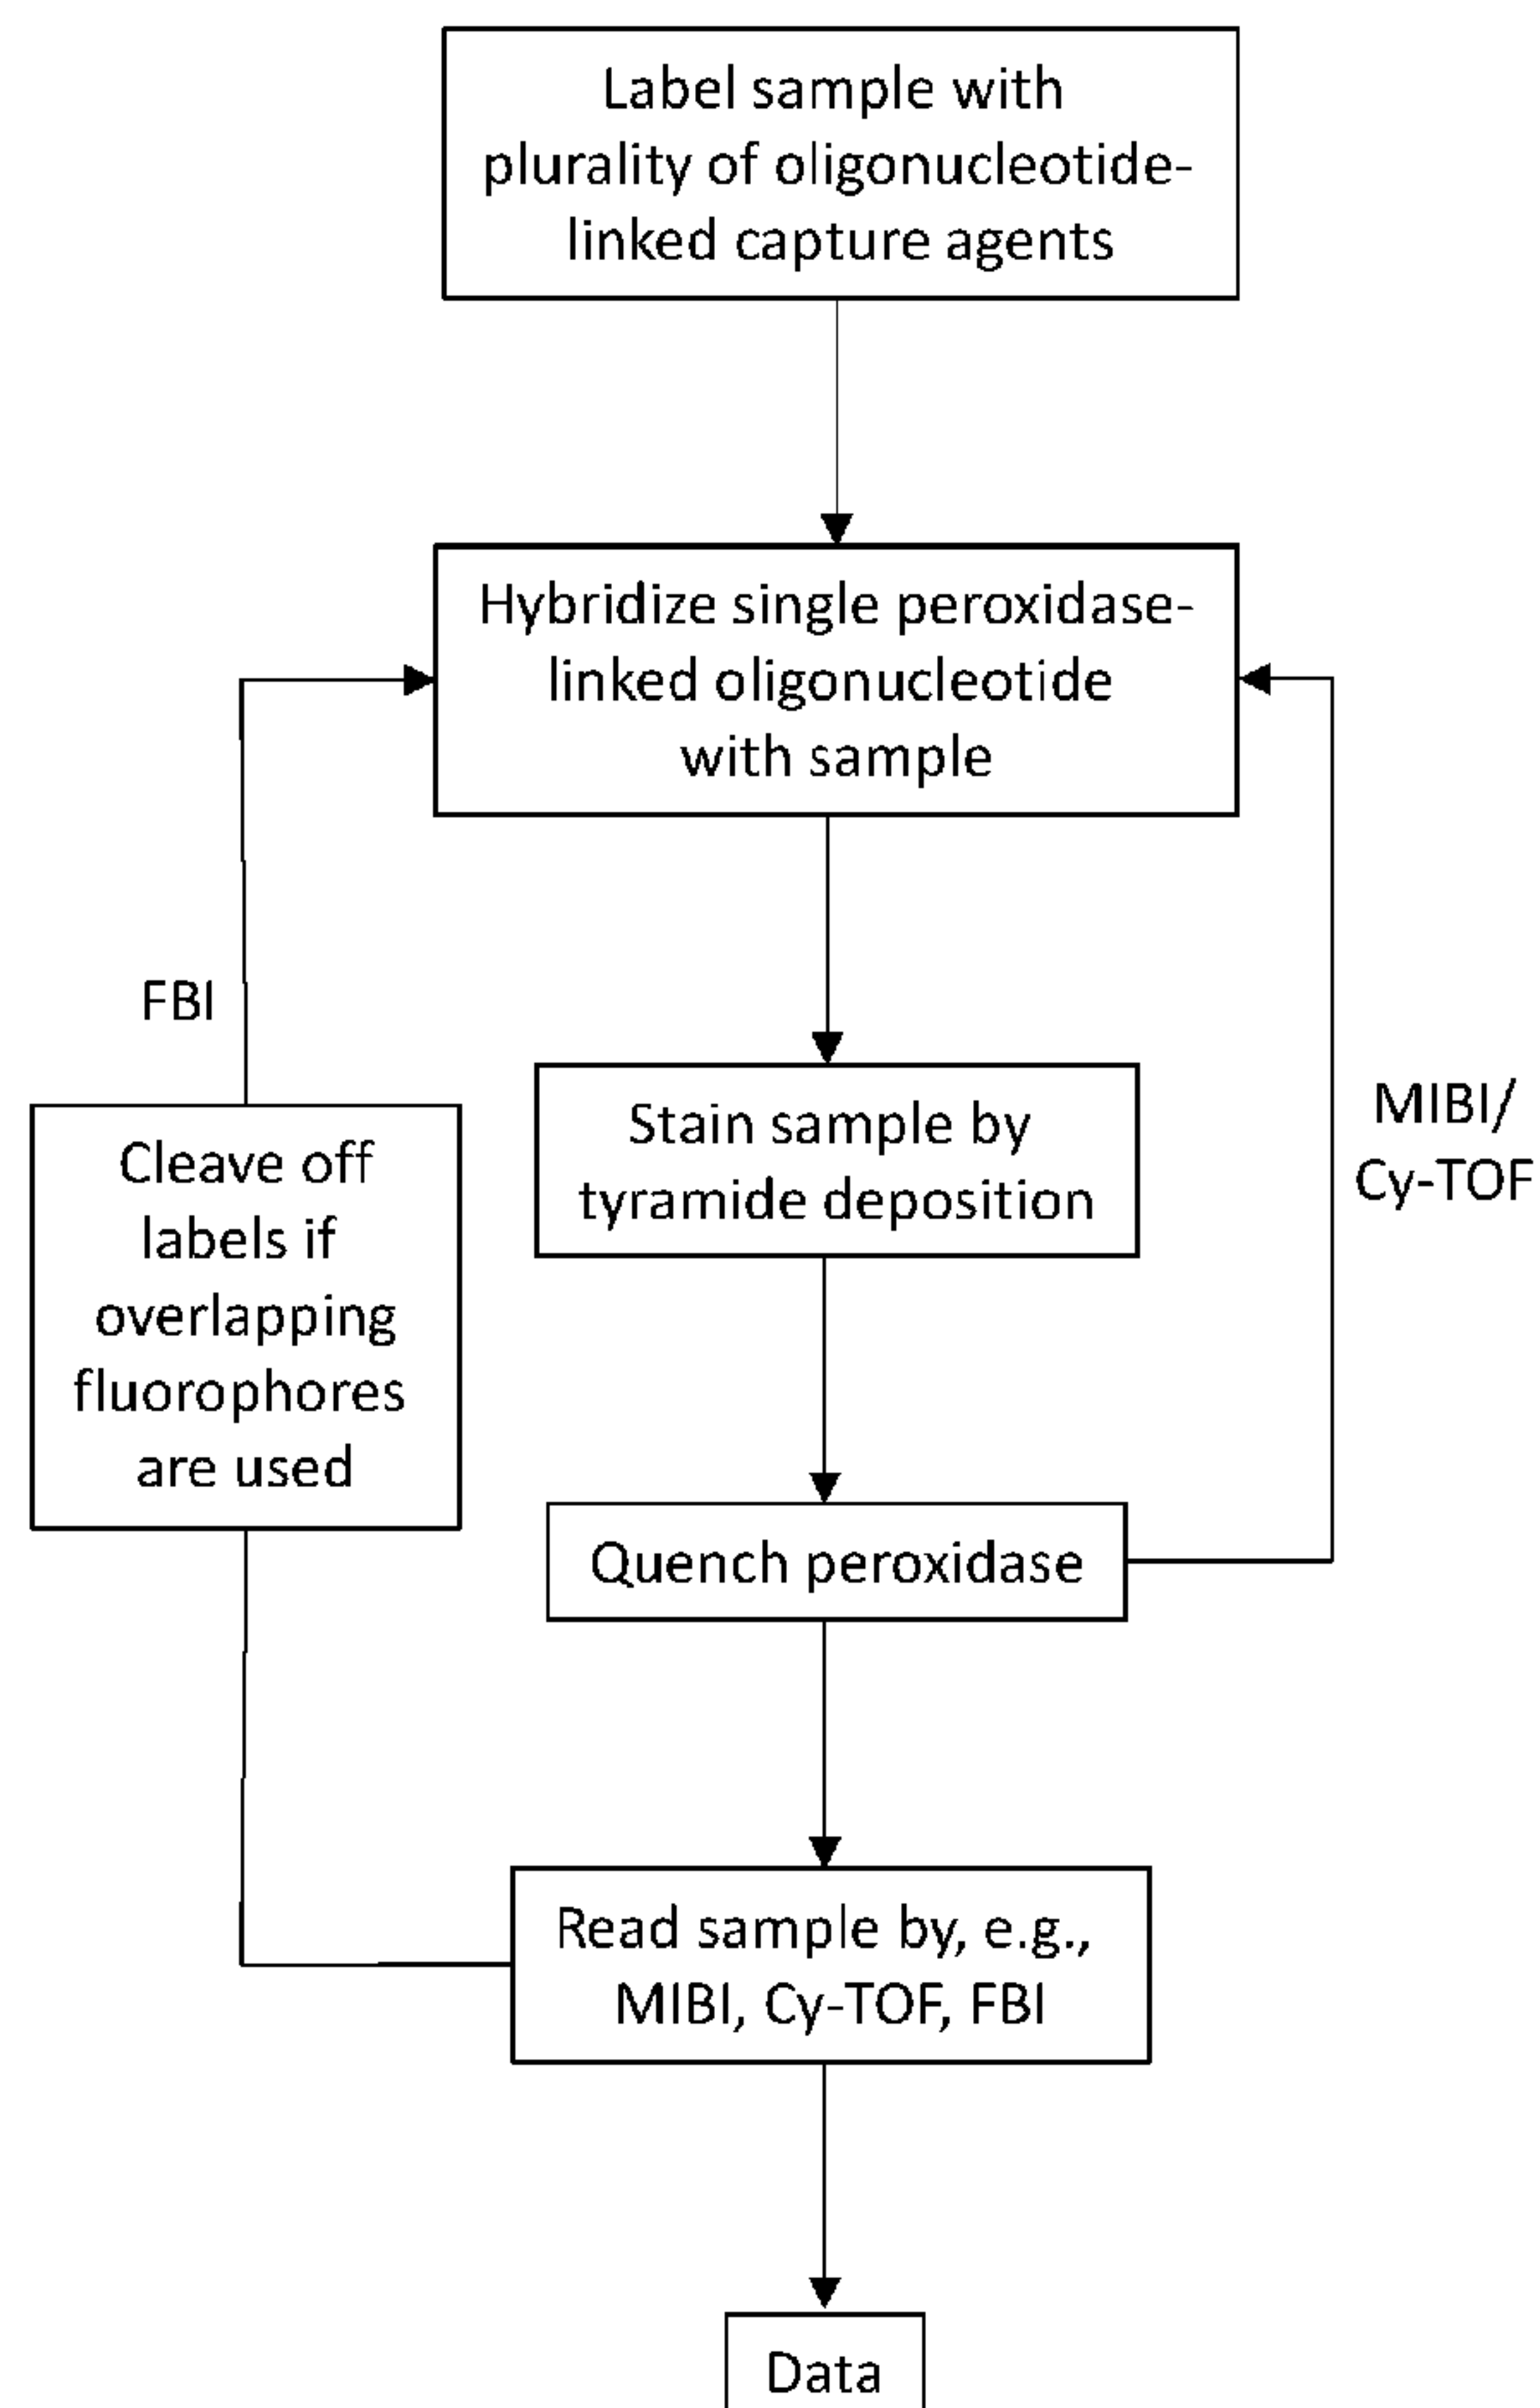 Label sample with
plurality of oligonucleotide-
linked capture agents
Hybridize single peroxidase-
linked oligonucleotide
with sample
FBI
MIBI/
Cy-TOF
Stain sample by
tyramide deposition
Cleave off
labels if
overlapping
fluorophores
are used
Quench peroxidase
Read sample by, e.g.,
MIBI, Cy-TOF, FBI
Data